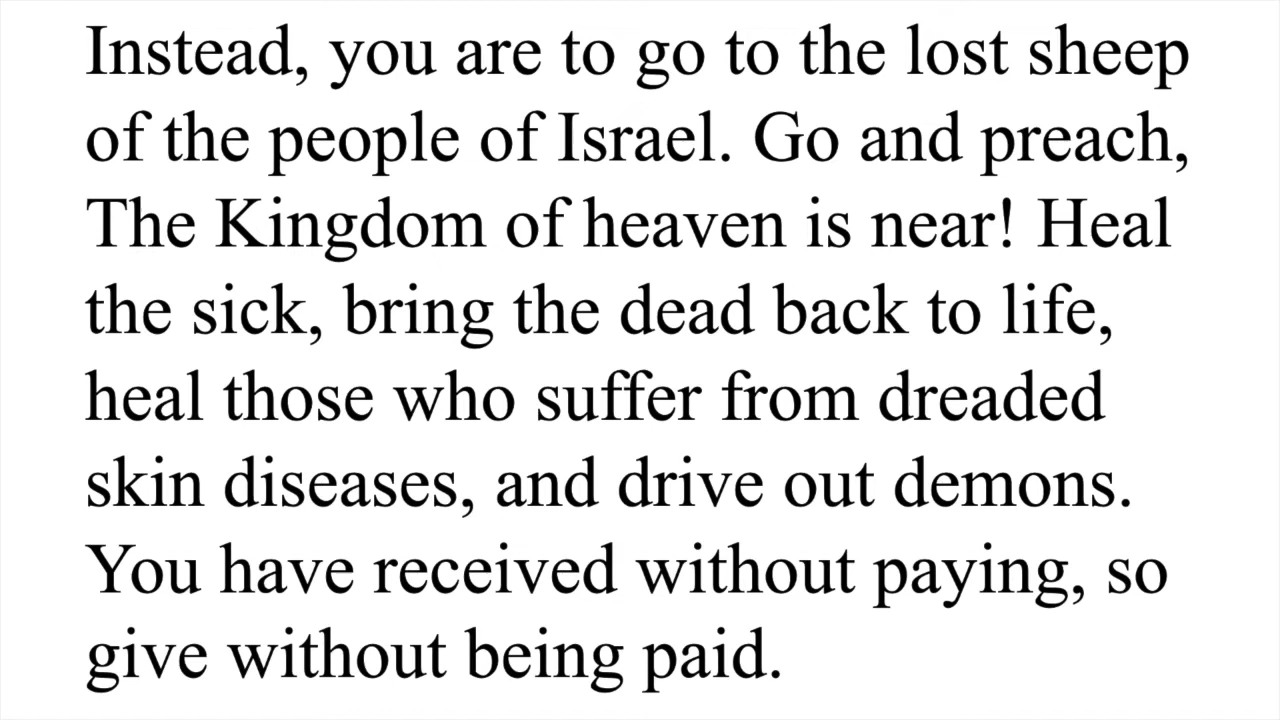 Instead, you are to go to the lost sheep
of the people of Israel. Go and preach,
The Kingdom of heaven is near! Heal
the sick, bring the dead back to life,
heal those who suffer from dreaded
skin diseases, and drive out demons.
You have received without paying, so
give without being paid.